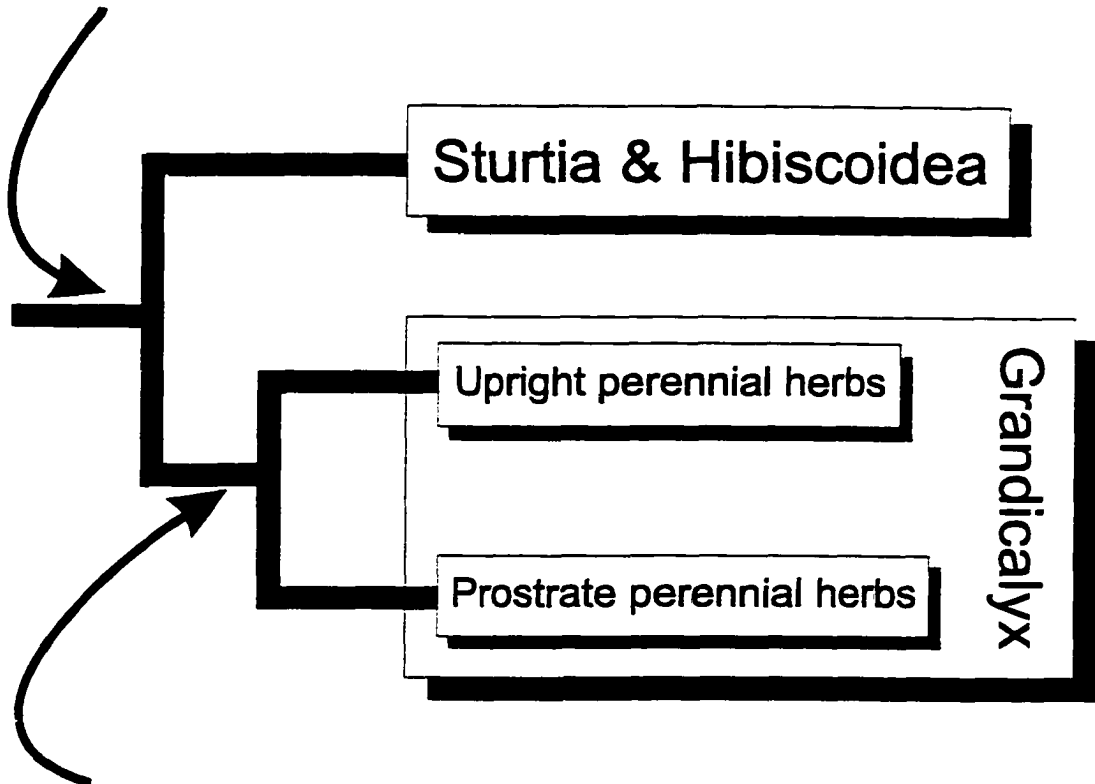 Sturtia & Hibiscoidea
Upright perennial herbs
Prostrate perennial herbs
Grandicalyx